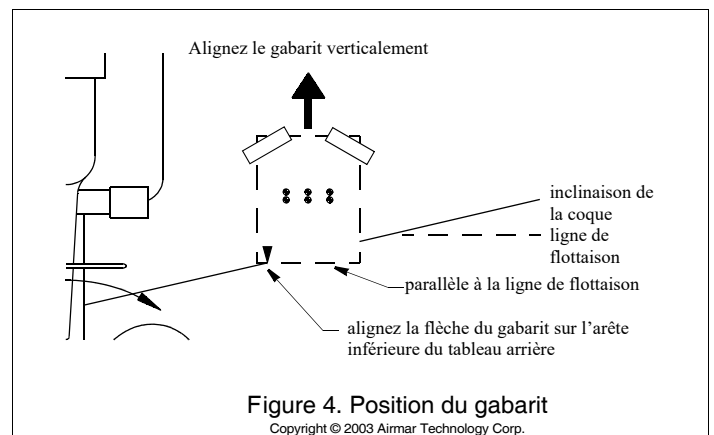 Alignez le gabarit verticalement
inclinaison de
la coque
ligne de
flottaison
parallèle à la ligne de flottaison
alignez la flèche du gabarit sur l’arête
inférieure du tableau arrière
Figure 4. Position du gabarit
Copyright © 2003 Airmar Technology Corp.